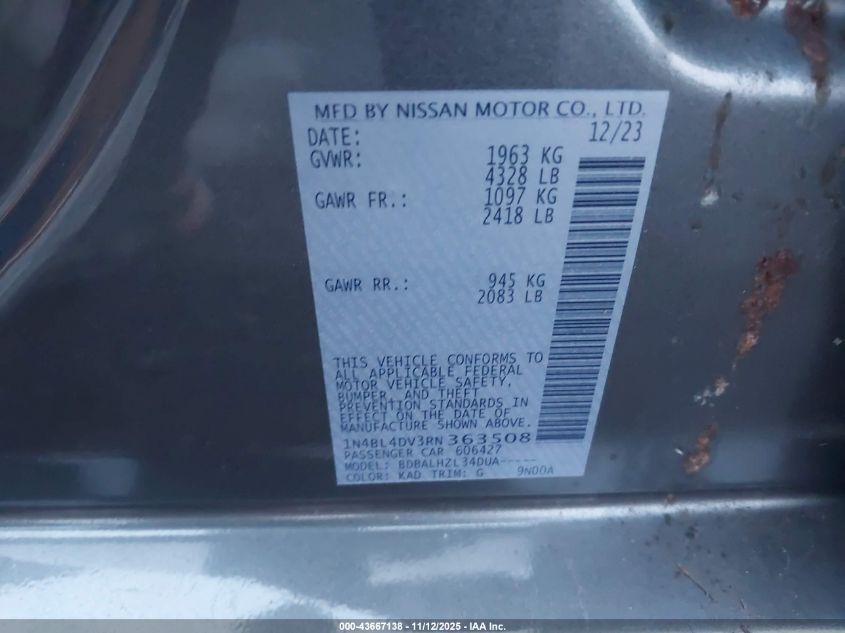 MFD BY NISSAN MOTOR CO., LTD.
DATE: 12/23
GVWR: 1963 KG
4328 LB
GAWR FR.: 1097 KG
2418 LB
GAWR RR.: 945 KG
2083 LB
THIS VEHICLE CONFORMS TO
ALL APPLICABLE FEDERAL
MOTOR VEHICLE SAFETY,
BUMPER, AND THEFT
PREVENTION STANDARDS IN
EFFECT ON THE DATE OF
MANUFACTURE SHOWN ABOVE.
1N4BL4DV3RN363508
PASSENGER CAR 606427
MODEL: BDBALHZL34DUA-----
COLOR: KAD TRIM: G 9N00A
000-43667138 - 11/12/2025 - IAA Inc.